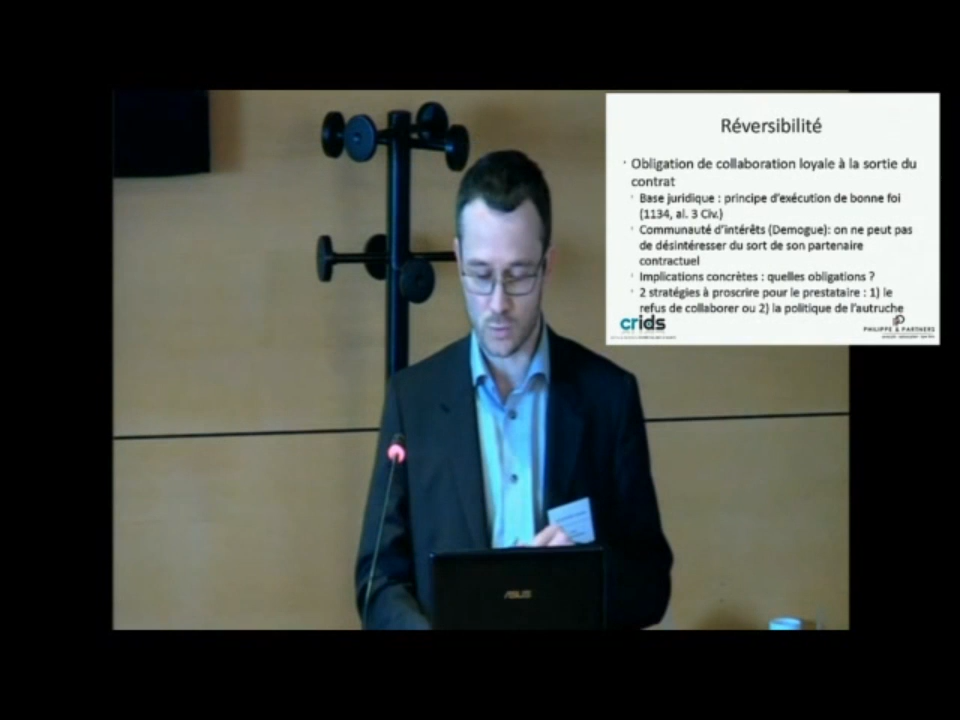 Réversibilité
Obligation de collaboration loyale à la sortie du
contrat
Base juridique : principe d'exécution de bonne foi
(1134, al. 3 Civ.)
Communauté d'intérêts (Demogue): on ne peut pas
de désintéresser du sort de son partenaire
contractuel
Implications concrètes : quelles obligations ?
2 stratégies à proscrire pour le prestataire : 1) le
refus de collaborer ou 2) la politique de l'autruche
crids
PHILIPPE & PARTNERS
ASUS